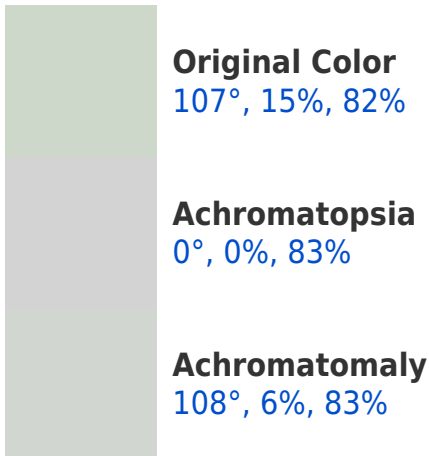 Original Color
107°, 15%, 82%
Achromatopsia
0°, 0%, 83%
Achromatomaly
108°, 6%, 83%